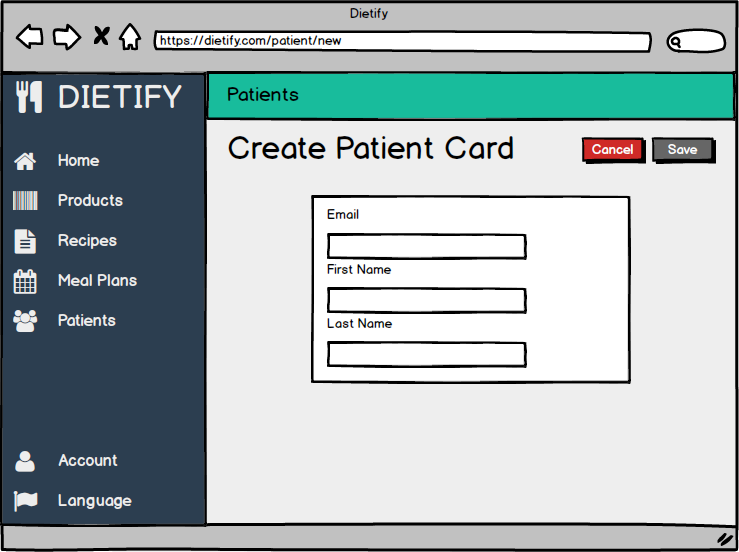 Dietify
https://dietify.com/patient/new
DIETIFY
Home
Products
Recipes
Meal Plans
Patients
Account
Language
Patients
Create Patient Card
Cancel
Save
Email
First Name
Last Name